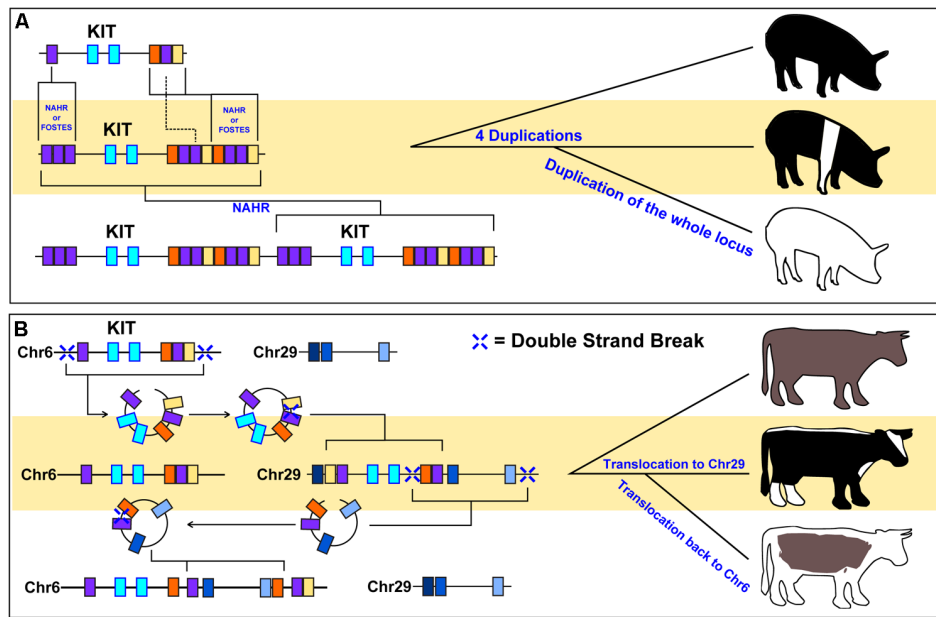 A
KIT
NAHR
or
FOSTES
NAHR
or
FOSTES
KIT
4 Duplications
Duplication of the whole locus
NAHR
KIT
KIT
B
KIT
Chr6
Chr29
= Double Strand Break
Chr6
Chr29
Translocation to Chr29
Translocation back to Chr6
Chr6
Chr29